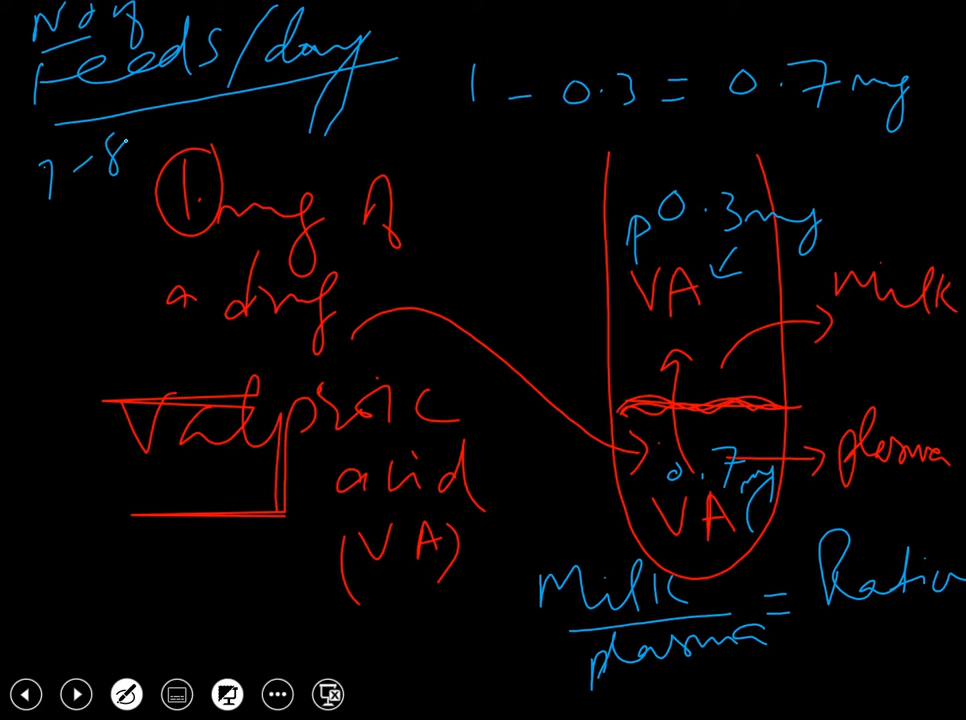 No of
Feeds/day
7-8
1 - 0.3 = 0.7 mg
1 mg of
a drug
Valproic
acid
(VA)
0.3 mg
VA
Milk
0.7 mg
VA
plasma
Milk
plasma
= Ratio